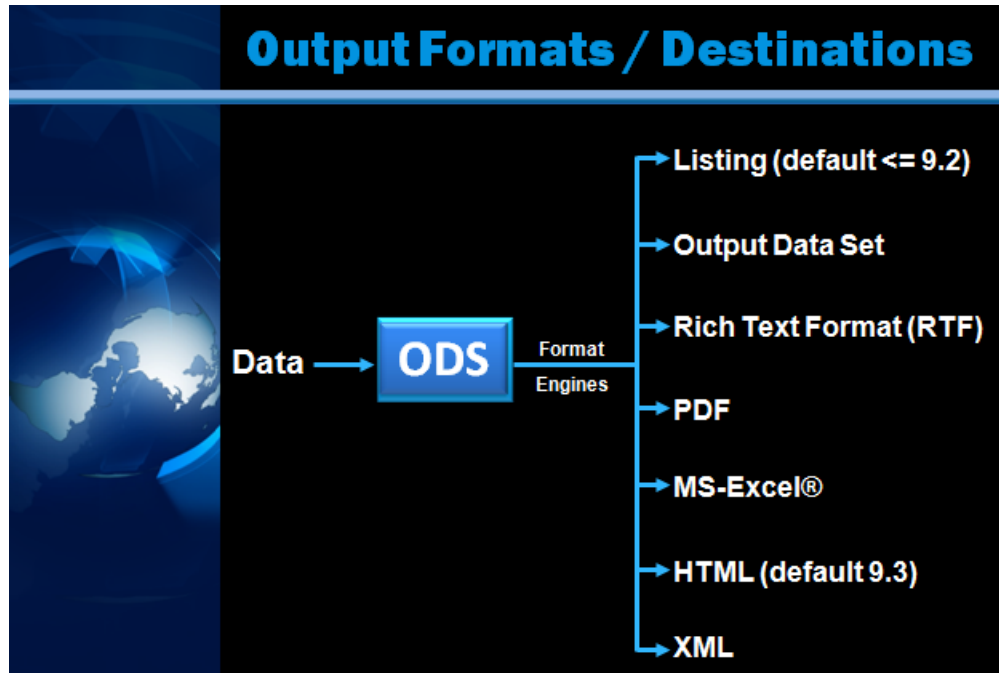 Output Formats / Destinations
Listing (default <= 9.2)
Output Data Set
Rich Text Format (RTF)
Data
ODS
Format
Engines
PDF
MS-Excel®
HTML (default 9.3)
XML